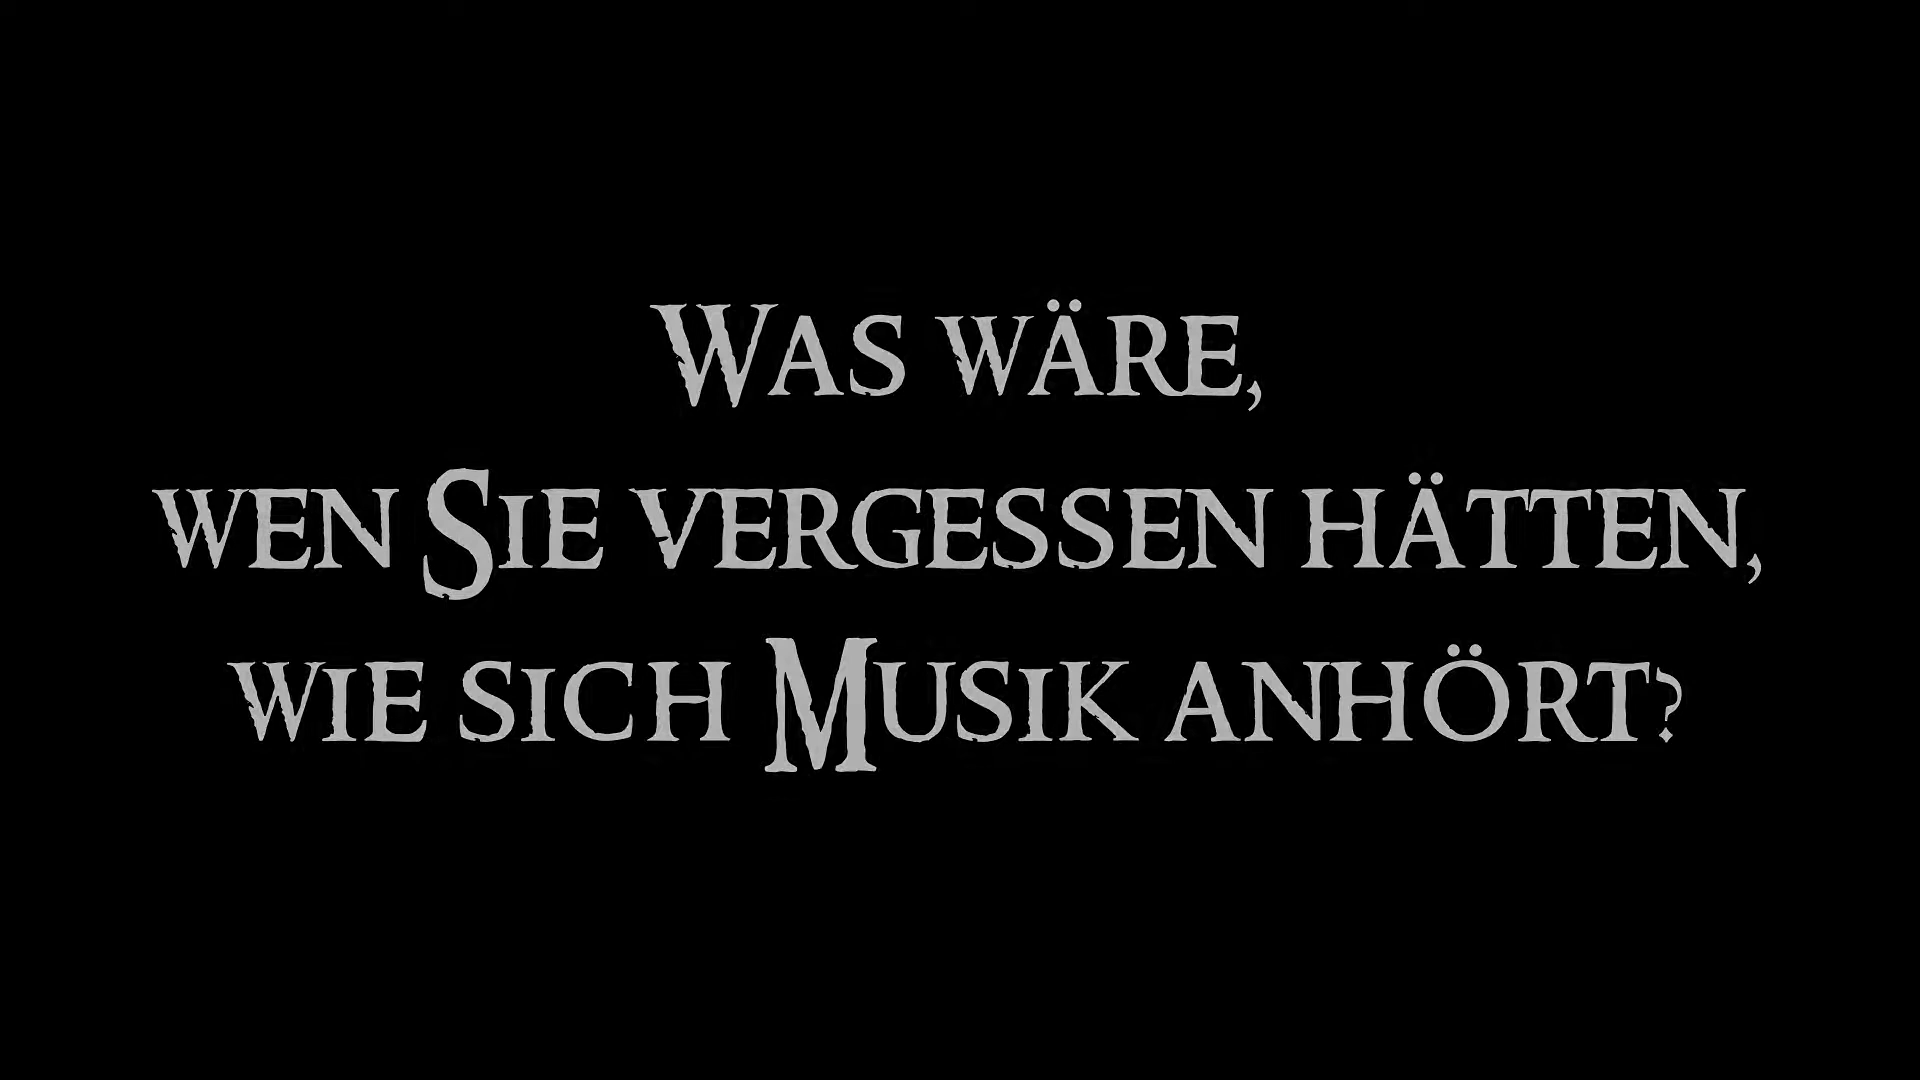 Was wäre,
wen Sie vergessen hätten,
wie sich Musik anhört?